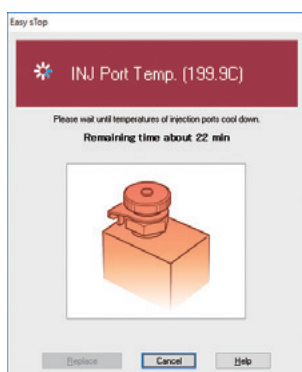 Easy sTop
INJ Port Temp. (199.9C)
Please wait until temperatures of injection ports cool down.
Remaining time about 22 min
Replace Cancel Help